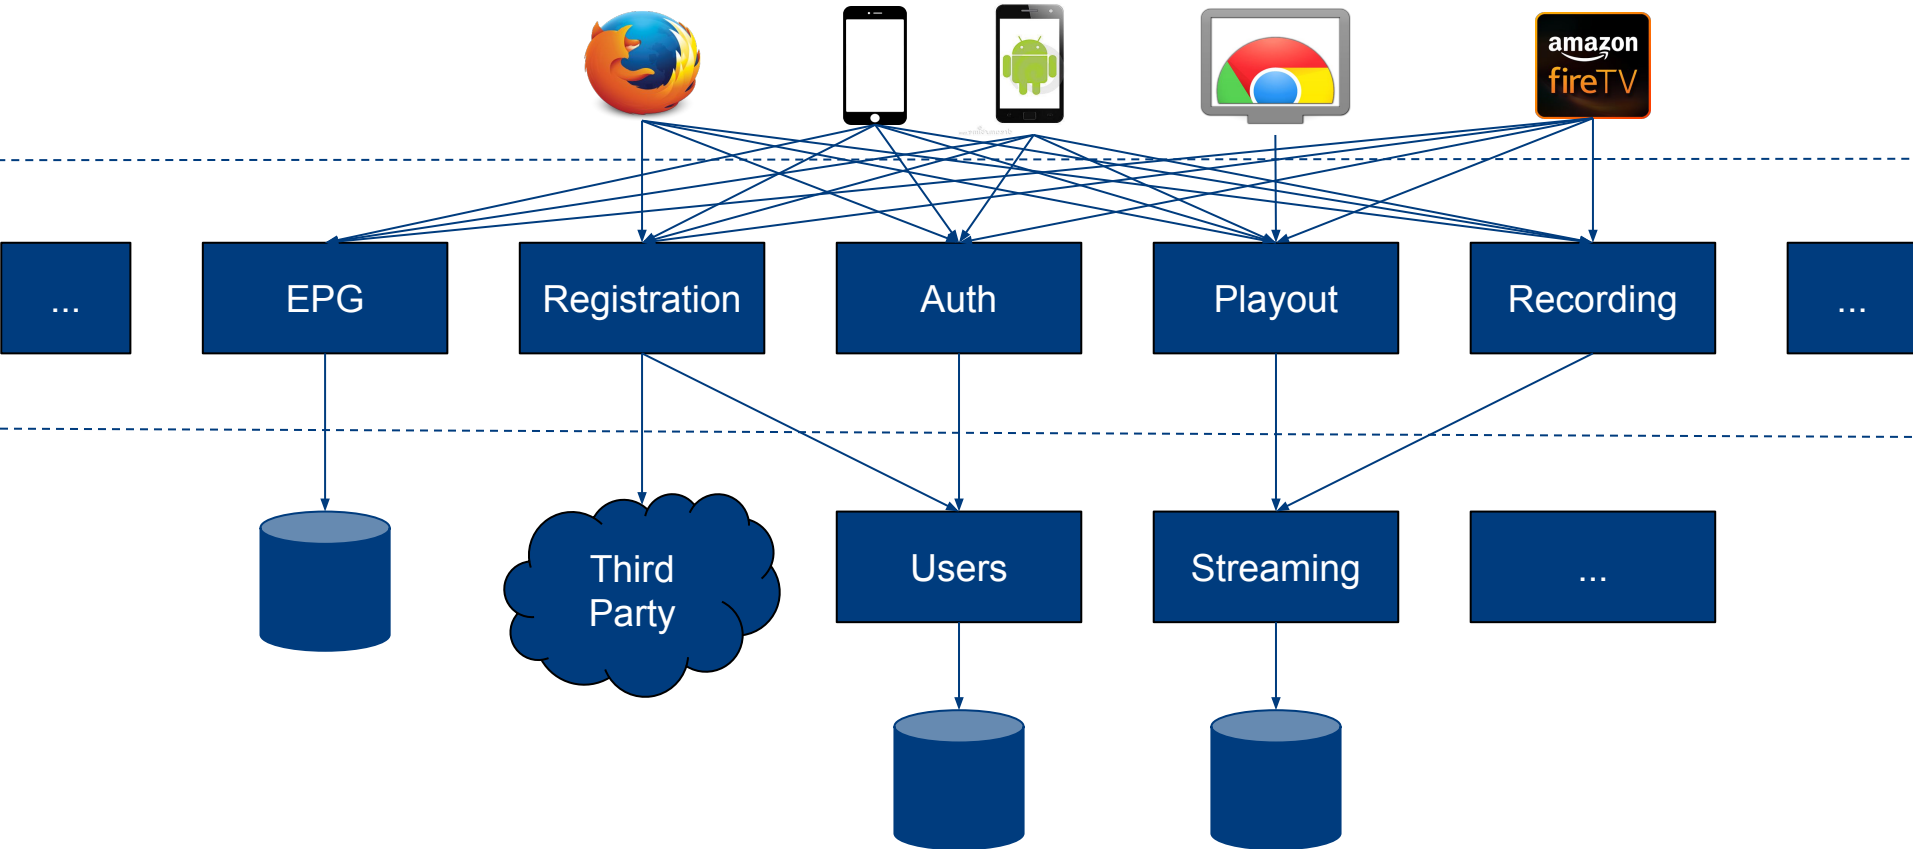 amazon
fireTV
...
EPG
Registration
Auth
Playout
Recording
...
Third
Party
Users
Streaming
...